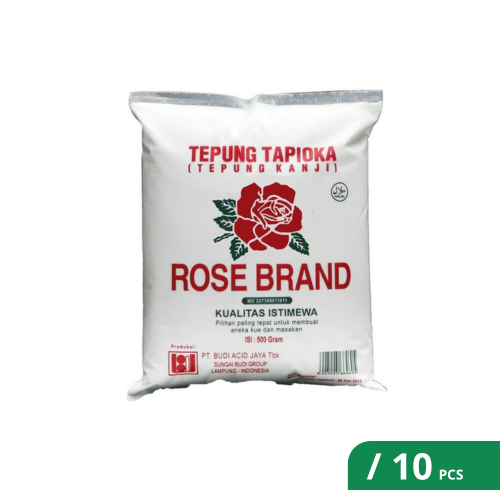 TEPUNG TAPIOKA
(TEPUNG KANJI)
حلال
ROSE BRAND
KUALITAS ISTIMEWA
Pilihan paling tepat untuk membuat
aneka kue dan masakan
ISI : 500 Gram
Produksi:
PT. BUDI ACID JAYA Tbk
SUNGAI BUDI GROUP
LAMPUNG - INDONESIA
/ 10 PCS